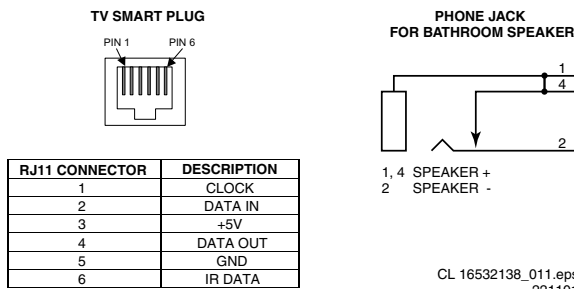 TV SMART PLUG
PIN 1 PIN 6
RJ11 CONNECTOR DESCRIPTION
1 CLOCK
2 DATA IN
3 +5V
4 DATA OUT
5 GND
6 IR DATA
PHONE JACK
FOR BATHROOM SPEAKER
1
4
2
1, 4 SPEAKER +
2 SPEAKER -
CL 16532138_011.eps